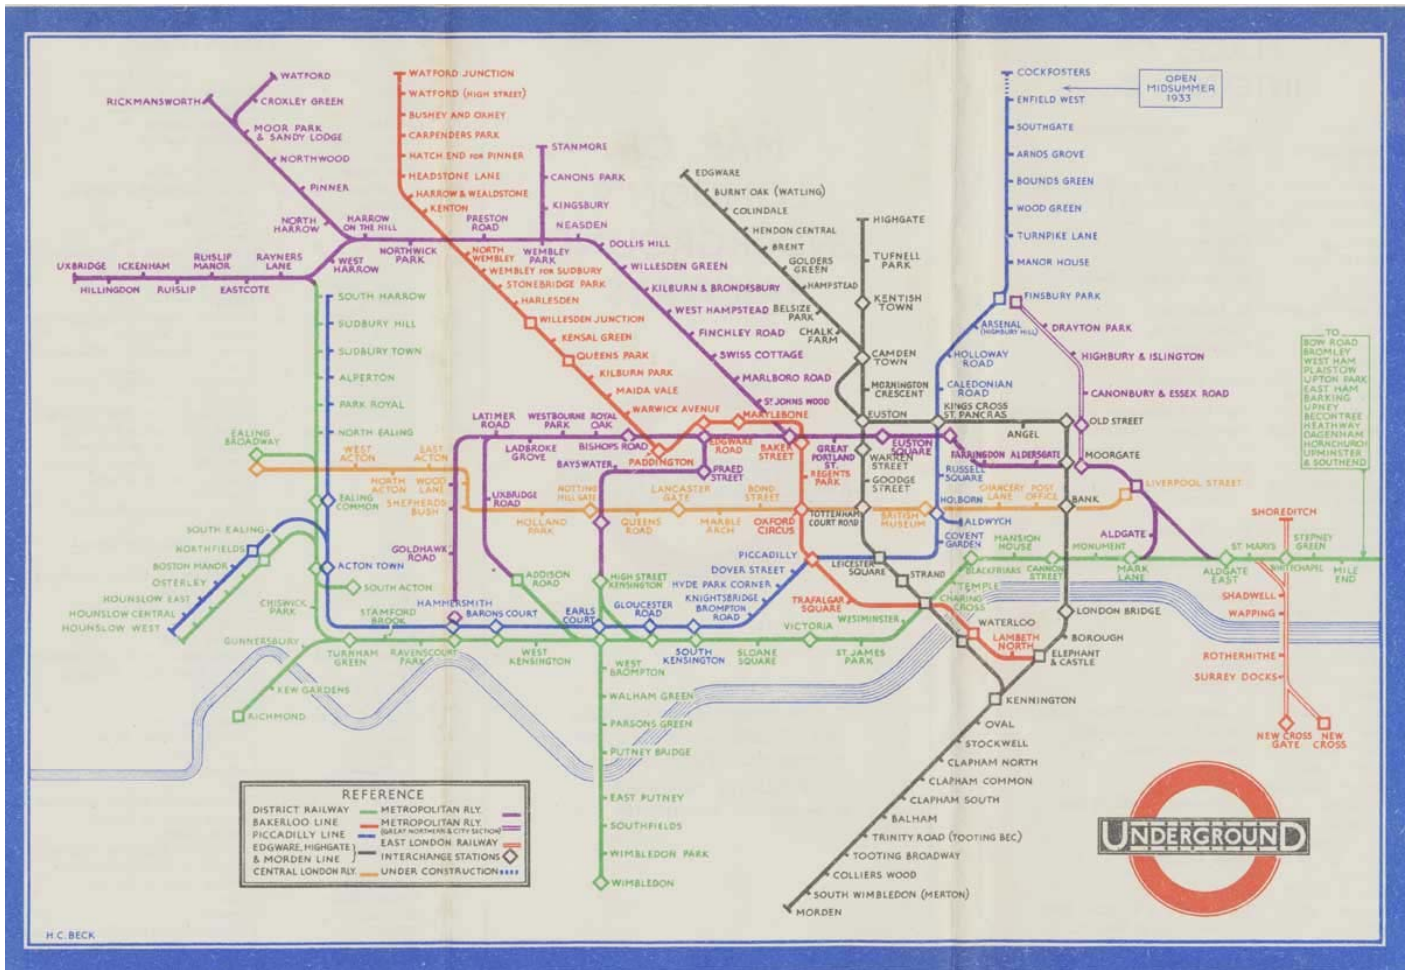 WATFORD
RICKMANSWORTH
CROXLEY GREEN
MOOR PARK
& SANDY LODGE
NORTHWOOD
PINNER
NORTH
HARROW
HARROW
ON THE HILL
NORTHWICK
PARK
PRESTON
ROAD
WEST
HARROW
UXBRIDGE
ICKENHAM
RUISLIP
MANOR
RAYNERS
LANE
HILLINGDON
RUISLIP
EASTCOTE
WATFORD JUNCTION
WATFORD (HIGH STREET)
BUSHEY AND OXHEY
CARPENDERS PARK
HATCH END FOR PINNER
HEADSTONE LANE
HARROW & WEALDSTONE
KENTON
NORTH
WEMBLEY
WEMBLEY FOR SUDBURY
STONEBRIDGE PARK
HARLESDEN
WILLESDEN JUNCTION
KENSAL GREEN
QUEENS PARK
KILBURN PARK
MAIDA VALE
WARWICK AVENUE
STANMORE
CANONS PARK
KINGSBURY
NEASDEN
WEMBLEY
PARK
DOLLIS HILL
WILLESDEN GREEN
KILBURN & BRONDESBURY
WEST HAMPSTEAD
FINCHLEY ROAD
SWISS COTTAGE
MARLBORO ROAD
ST JOHNS WOOD
EDGWARE
BURNT OAK (WATLING)
COLINDALE
HENDON CENTRAL
BRENT
GOLDERS
GREEN
HAMPSTEAD
BELSIZE
PARK
CHALK
FARM
HIGHGATE
TUFNELL
PARK
KENTISH
TOWN
CAMDEN
TOWN
MORNINGTON
CRESCENT
COCKFOSTERS
ENFIELD WEST
SOUTHGATE
ARNOS GROVE
BOUNDS GREEN
WOOD GREEN
TURNPIKE LANE
MANOR HOUSE
OPEN
MIDSUMMER
1933
FINSBURY PARK
ARSENAL
(HIGHBURY HILL)
DRAYTON PARK
HOLLOWAY
ROAD
HIGHBURY & ISLINGTON
CALEDONIAN
ROAD
CANONBURY & ESSEX ROAD
TO
BOW ROAD
BROMLEY
WEST HAM
PLAISTOW
UPTON PARK
EAST HAM
BARKING
UPNEY
BECONTREE
HEATHWAY
DAGENHAM
HORNCHURCH
UPMINSTER
& SOUTHEND
SOUTH HARROW
SUDBURY HILL
SUDBURY TOWN
ALPERTON
PARK ROYAL
NORTH EALING
EALING
BROADWAY
WEST
ACTON
EAST
ACTON
NORTH
ACTON
WOOD
LANE
SHEPHERDS
BUSH
EALING
COMMON
LATIMER
ROAD
WESTBOURNE
PARK
ROYAL
OAK
LADBROKE
GROVE
BISHOPS ROAD
PADDINGTON
EDGWARE
ROAD
MARYLEBONE
BAKER
STREET
GREAT
PORTLAND
ST.
EUSTON
EUSTON
SQUARE
KINGS CROSS
ST. PANCRAS
ANGEL
OLD STREET
FARRINGDON
ALDERSGATE
MOORGATE
BAYSWATER
PRAED
STREET
REGENTS
PARK
WARREN
STREET
GOODGE
STREET
RUSSELL
SQUARE
UXBRIDGE
ROAD
NOTTING
HILL GATE
LANCASTER
GATE
BOND
STREET
HOLLAND
PARK
QUEENS
ROAD
MARBLE
ARCH
OXFORD
CIRCUS
TOTTENHAM
COURT ROAD
BRITISH
MUSEUM
HOLBORN
CHANCERY
LANE
POST
OFFICE
BANK
LIVERPOOL STREET
ALDWYCH
COVENT
GARDEN
GOLDHAWK
ROAD
SOUTH EALING
NORTHFIELDS
BOSTON MANOR
OSTERLEY
HOUNSLOW EAST
HOUNSLOW CENTRAL
HOUNSLOW WEST
ACTON TOWN
SOUTH ACTON
CHISWICK
PARK
GUNNERSBURY
KEW GARDENS
RICHMOND
TURNHAM
GREEN
STAMFORD
BROOK
RAVENSCOURT
PARK
HAMMERSMITH
BARONS COURT
WEST
KENSINGTON
ADDISON
ROAD
EARLS
COURT
HIGH STREET
KENSINGTON
GLOUCESTER
ROAD
SOUTH
KENSINGTON
PICCADILLY
DOVER STREET
HYDE PARK CORNER
KNIGHTSBRIDGE
BROMPTON
ROAD
SLOANE
SQUARE
VICTORIA
ST. JAMES
PARK
WESTMINSTER
LEICESTER
SQUARE
STRAND
TRAFALGAR
SQUARE
CHARING
CROSS
TEMPLE
BLACKFRIARS
MANSION
HOUSE
CANNON
STREET
MONUMENT
MARK
LANE
ALDGATE
ALDGATE
EAST
ST. MARYS
SHOREDITCH
STEPNEY
GREEN
WHITECHAPEL
MILE
END
SHADWELL
WAPPING
ROTHERHITHE
SURREY DOCKS
NEW CROSS
GATE
NEW
CROSS
WATERLOO
LAMBETH
NORTH
LONDON BRIDGE
BOROUGH
ELEPHANT
& CASTLE
KENNINGTON
OVAL
STOCKWELL
CLAPHAM NORTH
CLAPHAM COMMON
CLAPHAM SOUTH
BALHAM
TRINITY ROAD (TOOTING BEC)
TOOTING BROADWAY
COLLIERS WOOD
SOUTH WIMBLEDON (MERTON)
MORDEN
WEST
BROMPTON
WALHAM GREEN
PARSONS GREEN
PUTNEY BRIDGE
EAST PUTNEY
SOUTHFIELDS
WIMBLEDON PARK
WIMBLEDON
REFERENCE
DISTRICT RAILWAY
BAKERLOO LINE
PICCADILLY LINE
EDGWARE, HIGHGATE
& MORDEN LINE
CENTRAL LONDON RLY.
METROPOLITAN RLY.
METROPOLITAN RLY.
(GREAT NORTHERN & CITY SECTION)
EAST LONDON RAILWAY
INTERCHANGE STATIONS
UNDER CONSTRUCTION
UNDERGROUND
H.C. BECK